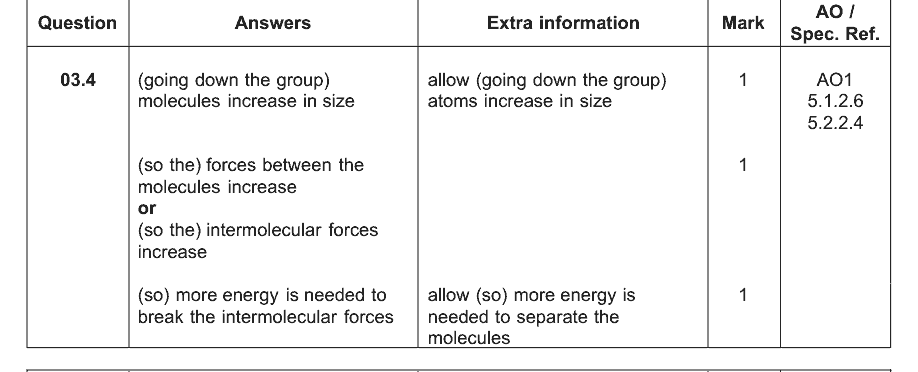 Question Answers Extra information Mark AO /
Spec. Ref.
03.4 (going down the group) allow (going down the group) 1 AO1
molecules increase in size atoms increase in size 5.1.2.6
5.2.2.4
(so the) forces between the 1
molecules increase
or
(so the) intermolecular forces
increase
(so) more energy is needed to allow (so) more energy is 1
break the intermolecular forces needed to separate the
molecules